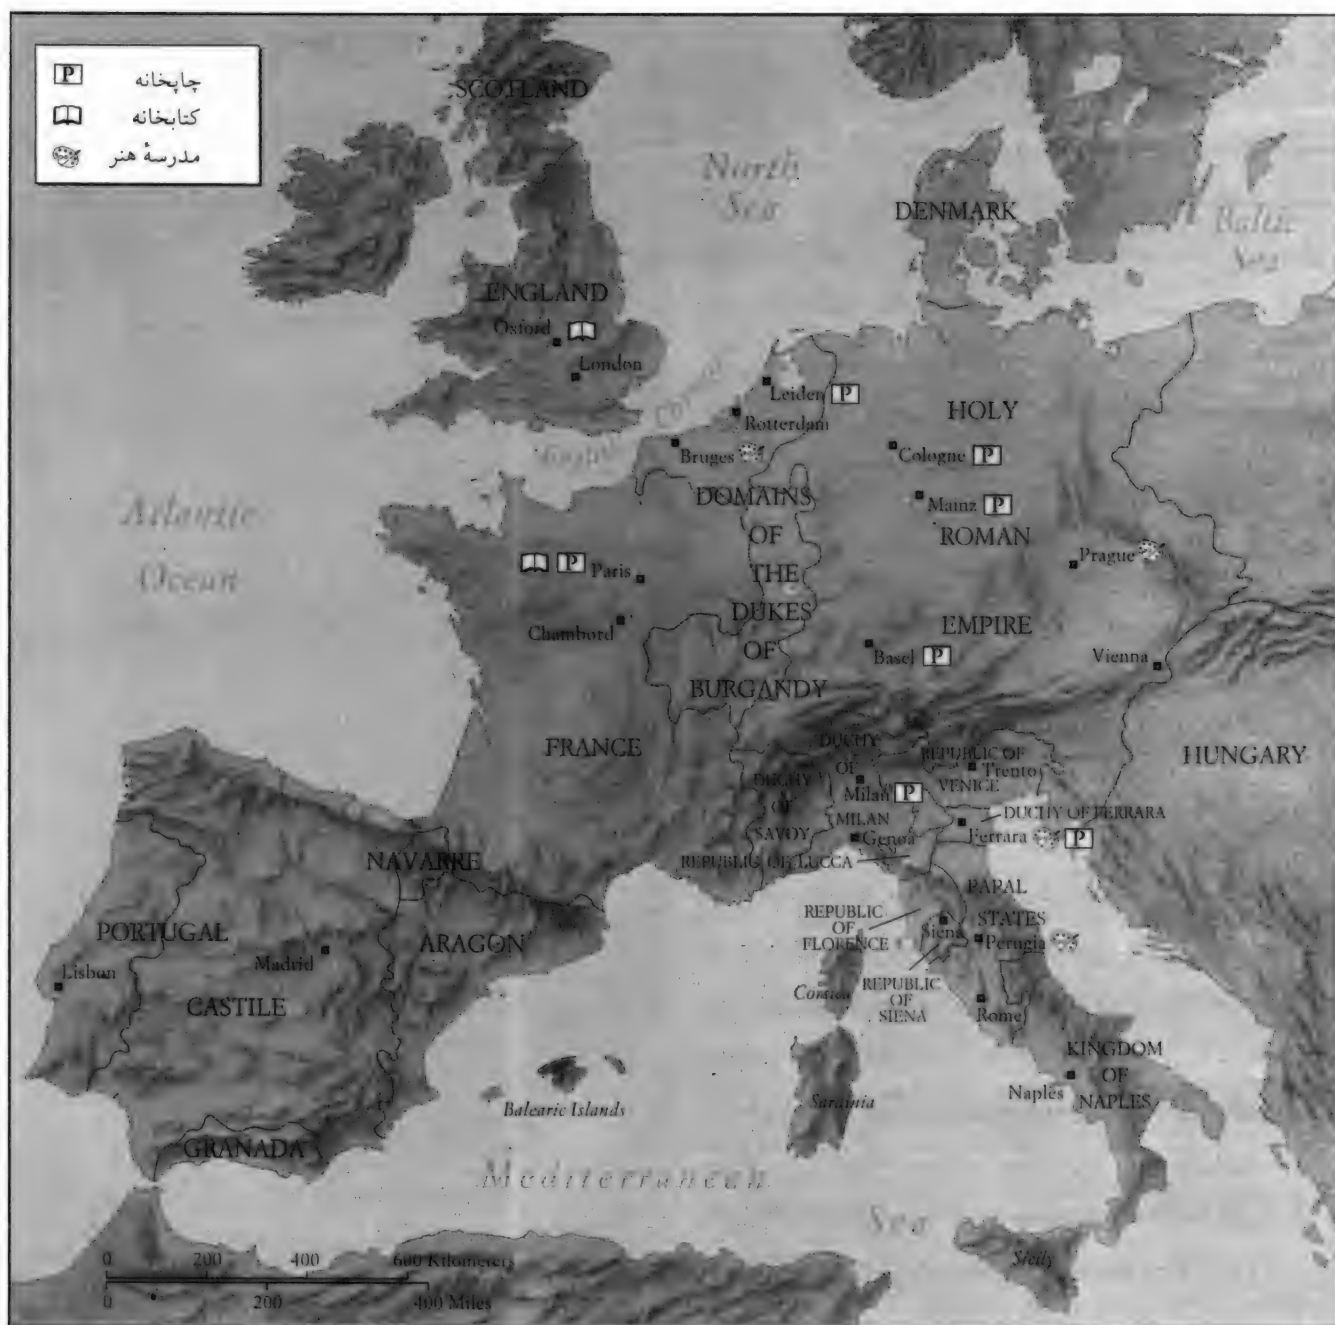 P چاپخانه
کتابخانه
مدرسهٔ هنر
SCOTLAND
North
Sea
DENMARK
Baltic
Sea
ENGLAND
Oxford
London
English Channel
Leiden P
Rotterdam
Bruges
HOLY
Cologne P
Mainz P
ROMAN
Prague
EMPIRE
Basel P
Vienna
DOMAINS
OF
THE
DUKES
OF
BURGANDY
Atlantic
Ocean
P Paris
Chambord
FRANCE
HUNGARY
DUCHY
OF
MILAN
Milan P
DUCHY
OF
SAVOY
REPUBLIC OF
VENICE
Trento
DUCHY OF FERRARA
Ferrara P
Genoa
REPUBLIC OF LUCCA
NAVARRE
PORTUGAL
Lisbon
Madrid
CASTILE
ARAGON
GRANADA
PAPAL
STATES
REPUBLIC
OF
FLORENCE
Siena
Perugia
REPUBLIC
OF
SIENA
Corsica
Rome
KINGDOM
OF
NAPLES
Naples
Balearic Islands
Sardinia
Mediterranean
Sea
Sicily
0 200 400 600 Kilometers
0 200 400 Miles